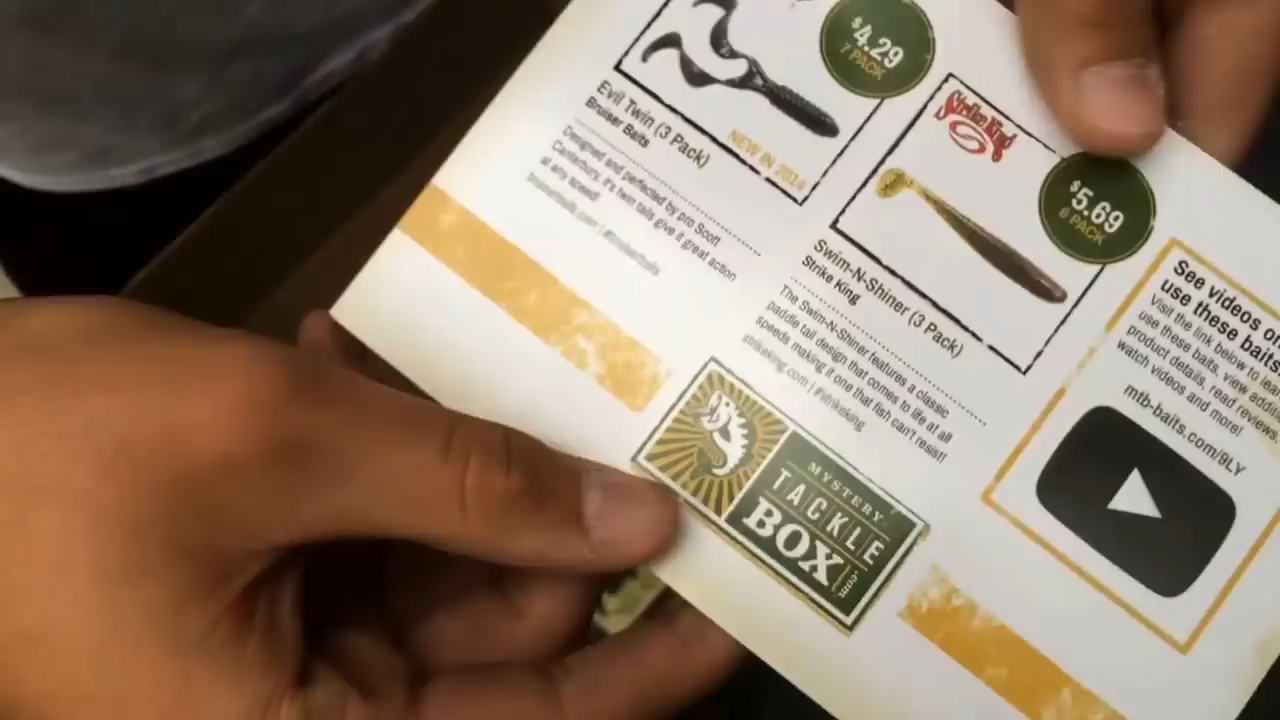 $4.29
7 PACK
NEW IN 2014
Evil Twin (3 Pack)
Bruiser Baits
Designed and perfected by pro Scott
Canterbury, it's twin tails give it great action
at any speed!
Strike King
$5.69
6 PACK
Swim-N-Shiner (3 Pack)
Strike King
The Swim-N-Shiner features a classic
paddle tail design that comes to life at all
speeds making it one that fish can't resist!
strikeking.com | #strikeking
See videos on
use these baits
Visit the link below to lear
use these baits, view additi
product details, read reviews,
watch videos and more!
mtb-baits.com/9LY
MYSTERY
TACKLE
BOX.com